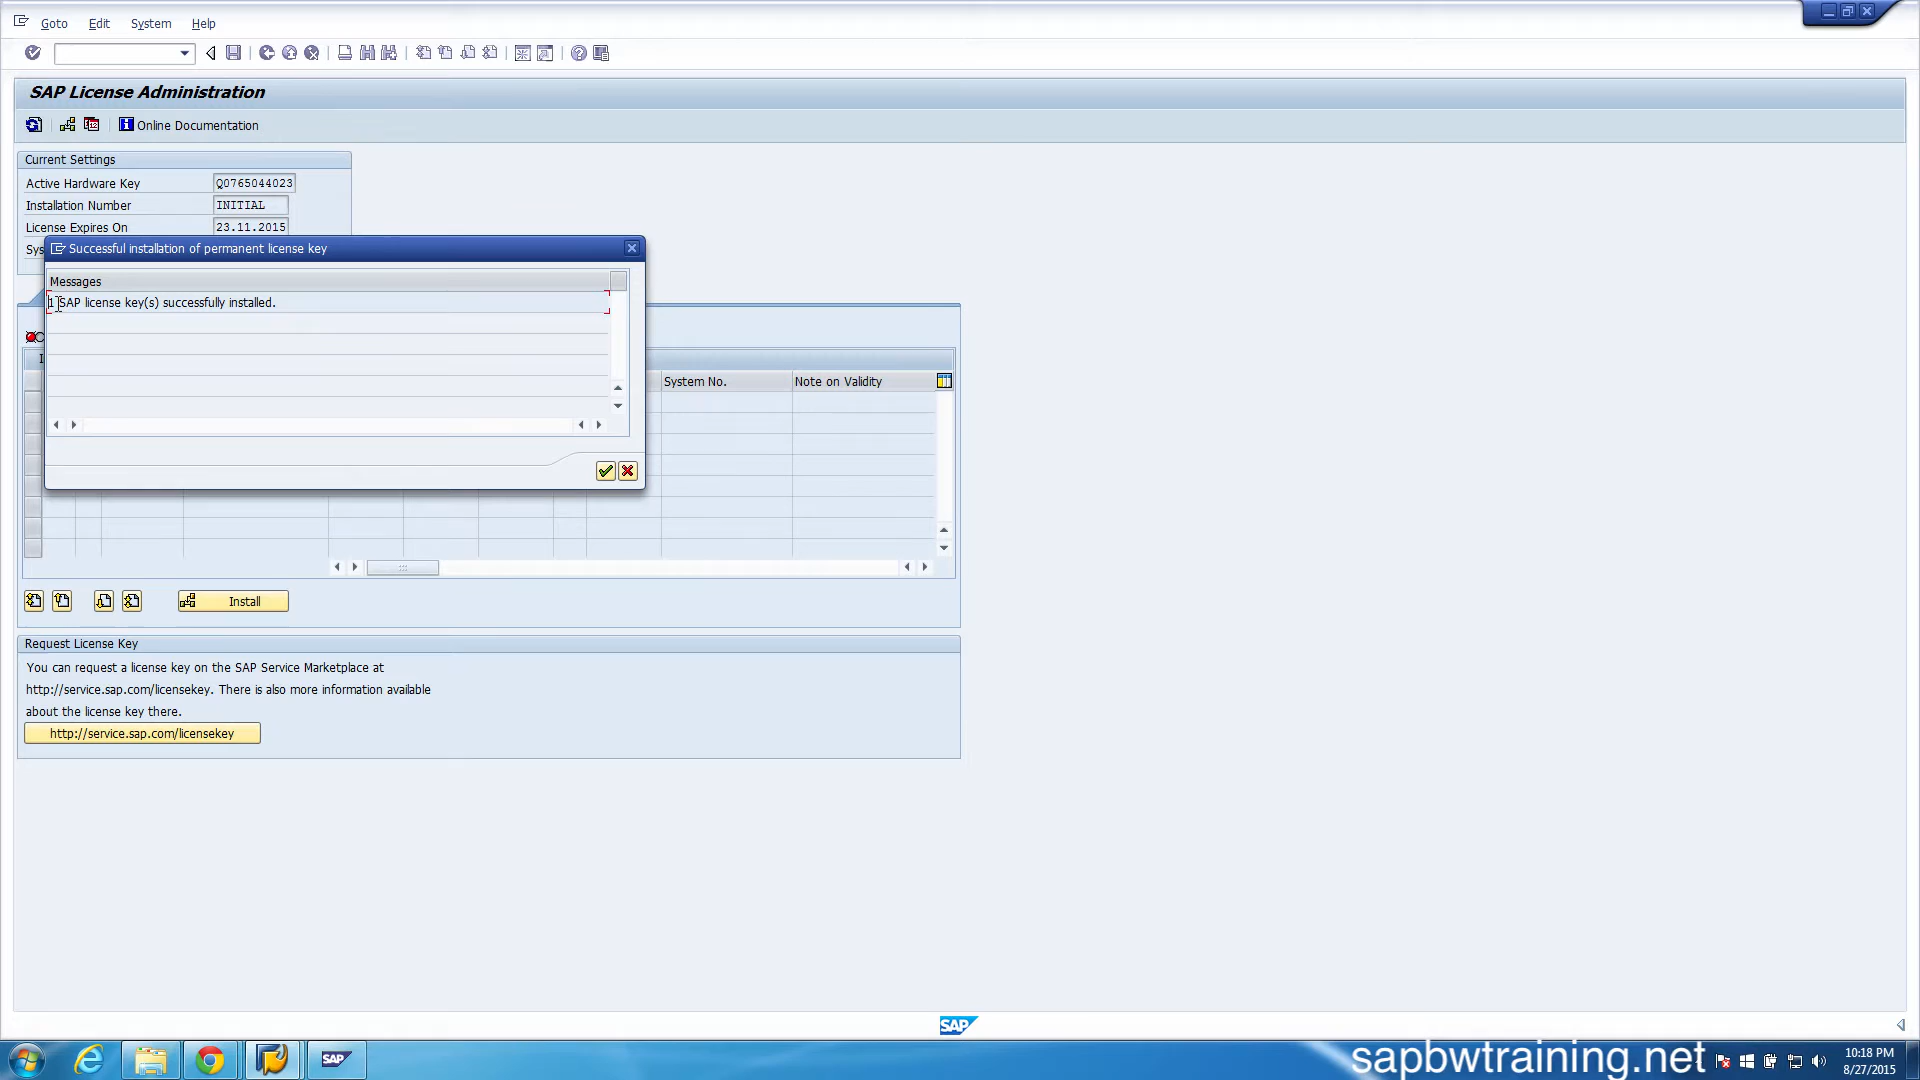 Goto Edit System Help
SAP License Administration
Online Documentation
Current Settings
Active Hardware Key Q0765044023
Installation Number INITIAL
License Expires On 23.11.2015
Sys
Successful installation of permanent license key
Messages
1 SAP license key(s) successfully installed.
System No. Note on Validity
Install
Request License Key
You can request a license key on the SAP Service Marketplace at
http://service.sap.com/licensekey. There is also more information available
about the license key there.
http://service.sap.com/licensekey
SAP
SAP
sapbwtraining.net
10:18 PM
8/27/2015